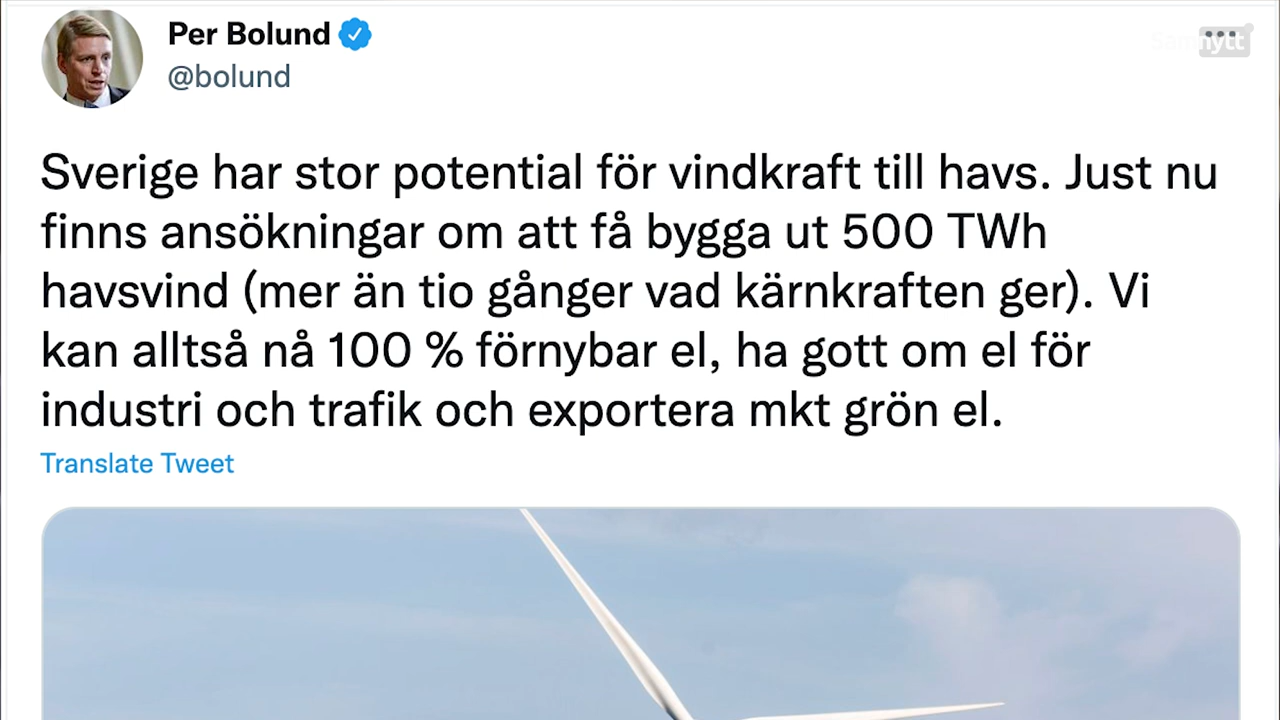 Per Bolund
@bolund
Samnytt
Sverige har stor potential för vindkraft till havs. Just nu
finns ansökningar om att få bygga ut 500 TWh
havsvind (mer än tio gånger vad kärnkraften ger). Vi
kan alltså nå 100 % förnybar el, ha gott om el för
industri och trafik och exportera mkt grön el.
Translate Tweet